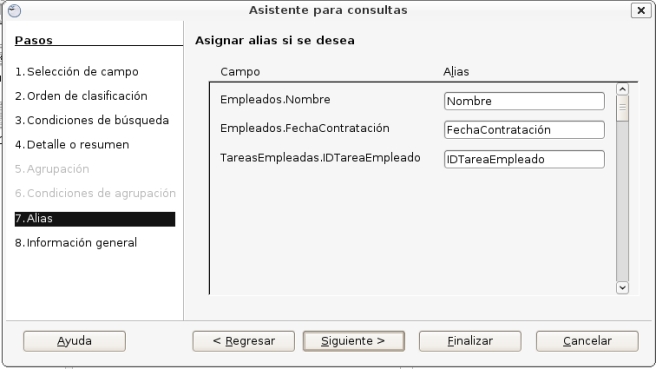 Asistente para consultas
Pasos
1. Selección de campo
2. Orden de clasificación
3. Condiciones de búsqueda
4. Detalle o resumen
5. Agrupación
6. Condiciones de agrupación
7. Alias
8. Información general
Asignar alias si se desea
Campo Alias
Empleados.Nombre Nombre
Empleados.FechaContratación FechaContratación
TareasEmpleadas.IDTareaEmpleado IDTareaEmpleado
Ayuda < Regresar Siguiente > Finalizar Cancelar